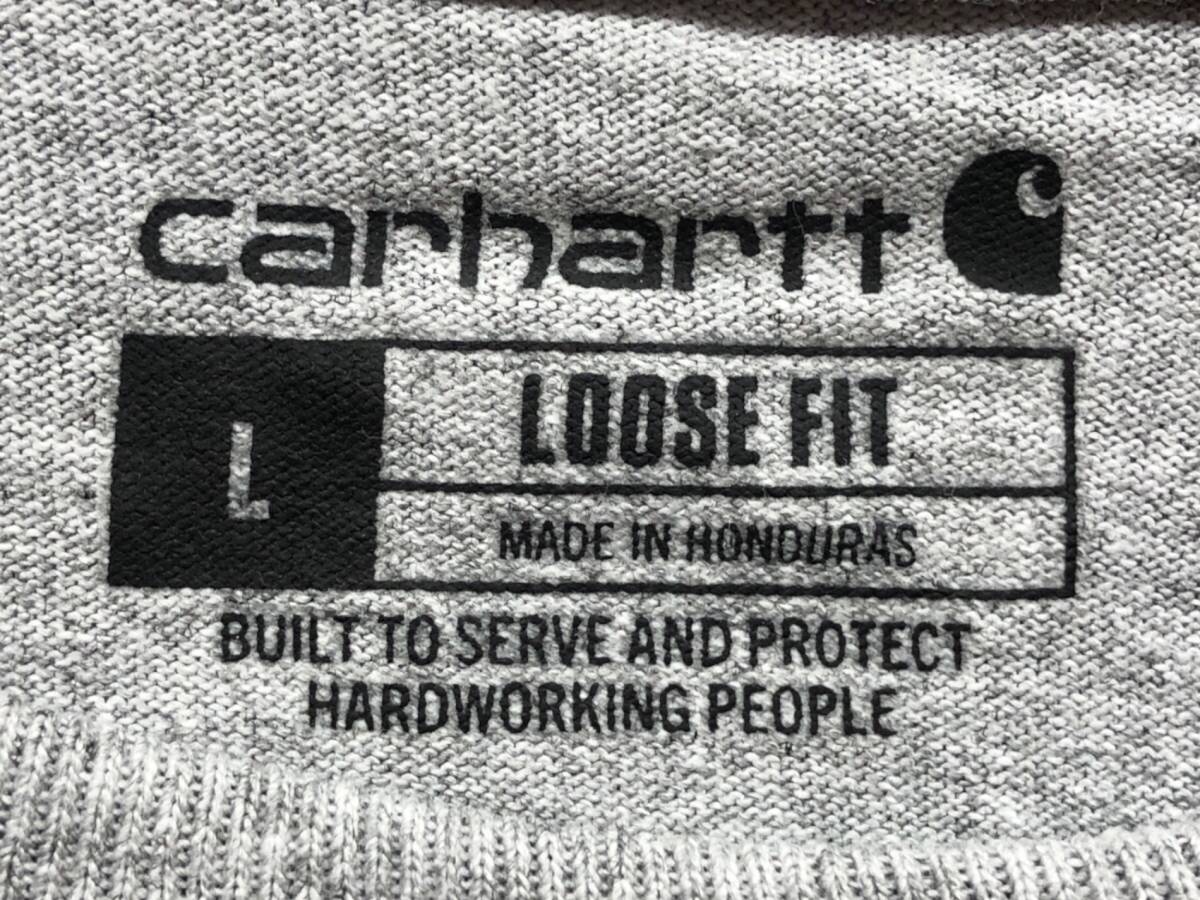 carhartt
L
LOOSE FIT
MADE IN HONDURAS
BUILT TO SERVE AND PROTECT
HARDWORKING PEOPLE